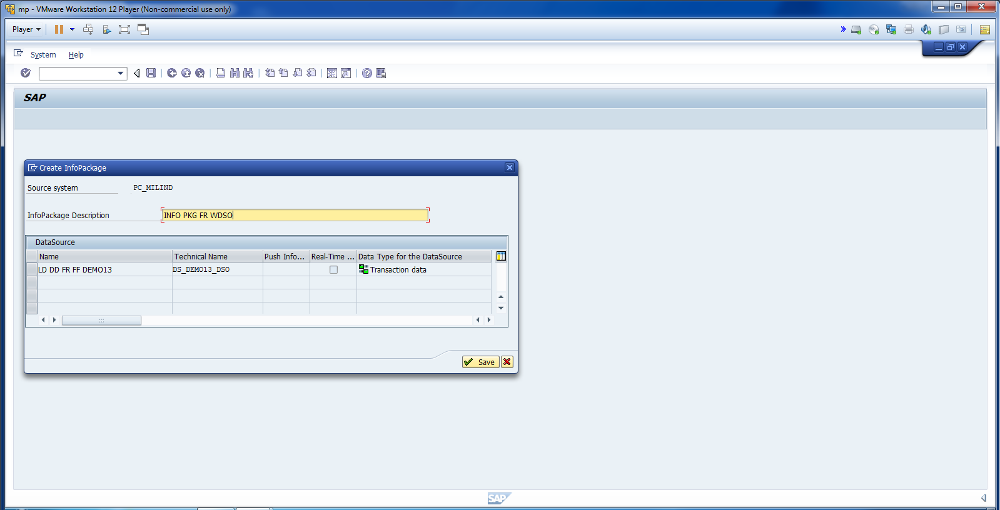 mp - VMware Workstation 12 Player (Non-commercial use only)
Player
System Help
SAP
Create InfoPackage
Source system PC_MILIND
InfoPackage Description INFO PKG FR WDSO
DataSource
Name Technical Name Push Info... Real-Time ... Data Type for the DataSource
LD DD FR FF DEMO13 DS_DEMO13_DSO Transaction data
Save
SAP